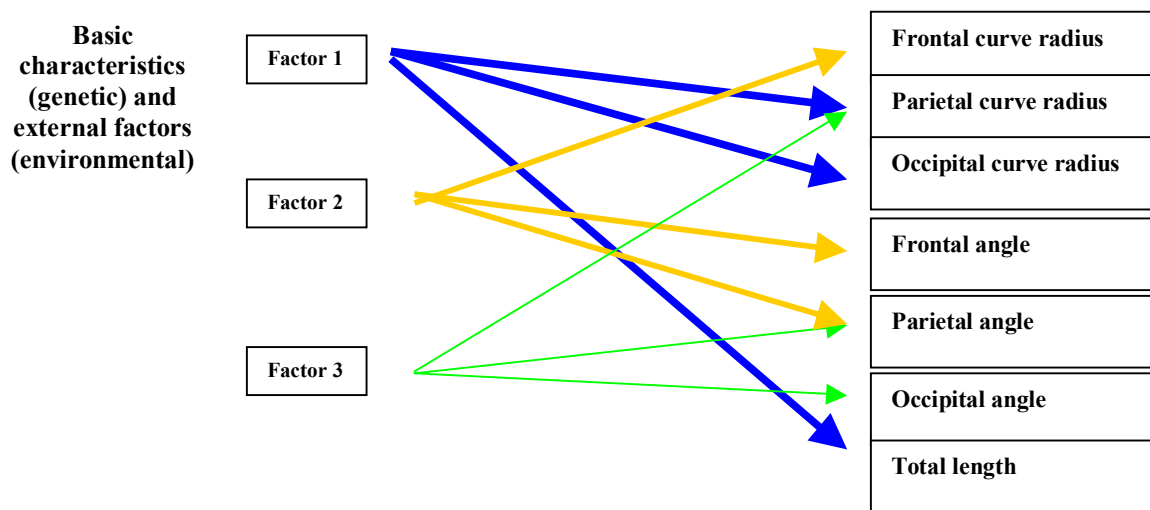 Basic
characteristics
(genetic) and
external factors
(environmental)
Factor 1
Factor 2
Factor 3
Frontal curve radius
Parietal curve radius
Occipital curve radius
Frontal angle
Parietal angle
Occipital angle
Total length